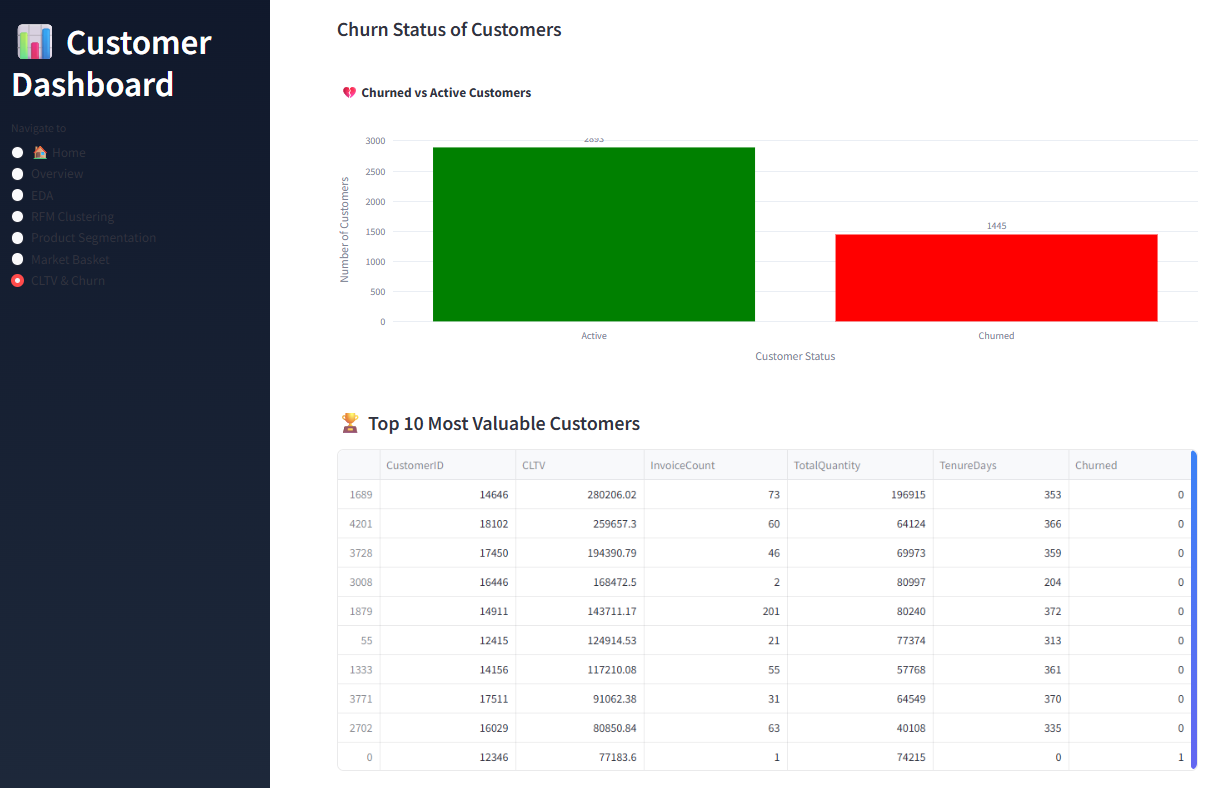 Customer
Dashboard
Navigate to
Home
Overview
EDA
RFM Clustering
Product Segmentation
Market Basket
CLTV & Churn
Churn Status of Customers
Churned vs Active Customers
Number of Customers
3000
2500
2000
1500
1000
500
0
2893
1445
Active Churned
Customer Status
Top 10 Most Valuable Customers
CustomerID CLTV InvoiceCount TotalQuantity TenureDays Churned
1689 14646 280206.02 73 196915 353 0
4201 18102 259657.3 60 64124 366 0
3728 17450 194390.79 46 69973 359 0
3008 16446 168472.5 2 80997 204 0
1879 14911 143711.17 201 80240 372 0
55 12415 124914.53 21 77374 313 0
1333 14156 117210.08 55 57768 361 0
3771 17511 91062.38 31 64549 370 0
2702 16029 80850.84 63 40108 335 0
0 12346 77183.6 1 74215 0 1